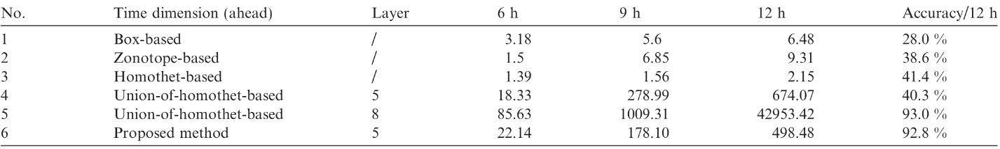 No. Time dimension (ahead) Layer 6 h 9 h 12 h Accuracy/12 h
1 Box-based / 3.18 5.6 6.48 28.0 %
2 Zonotope-based / 1.5 6.85 9.31 38.6 %
3 Homothet-based / 1.39 1.56 2.15 41.4 %
4 Union-of-homothet-based 5 18.33 278.99 674.07 40.3 %
5 Union-of-homothet-based 8 85.63 1009.31 42953.42 93.0 %
6 Proposed method 5 22.14 178.10 498.48 92.8 %